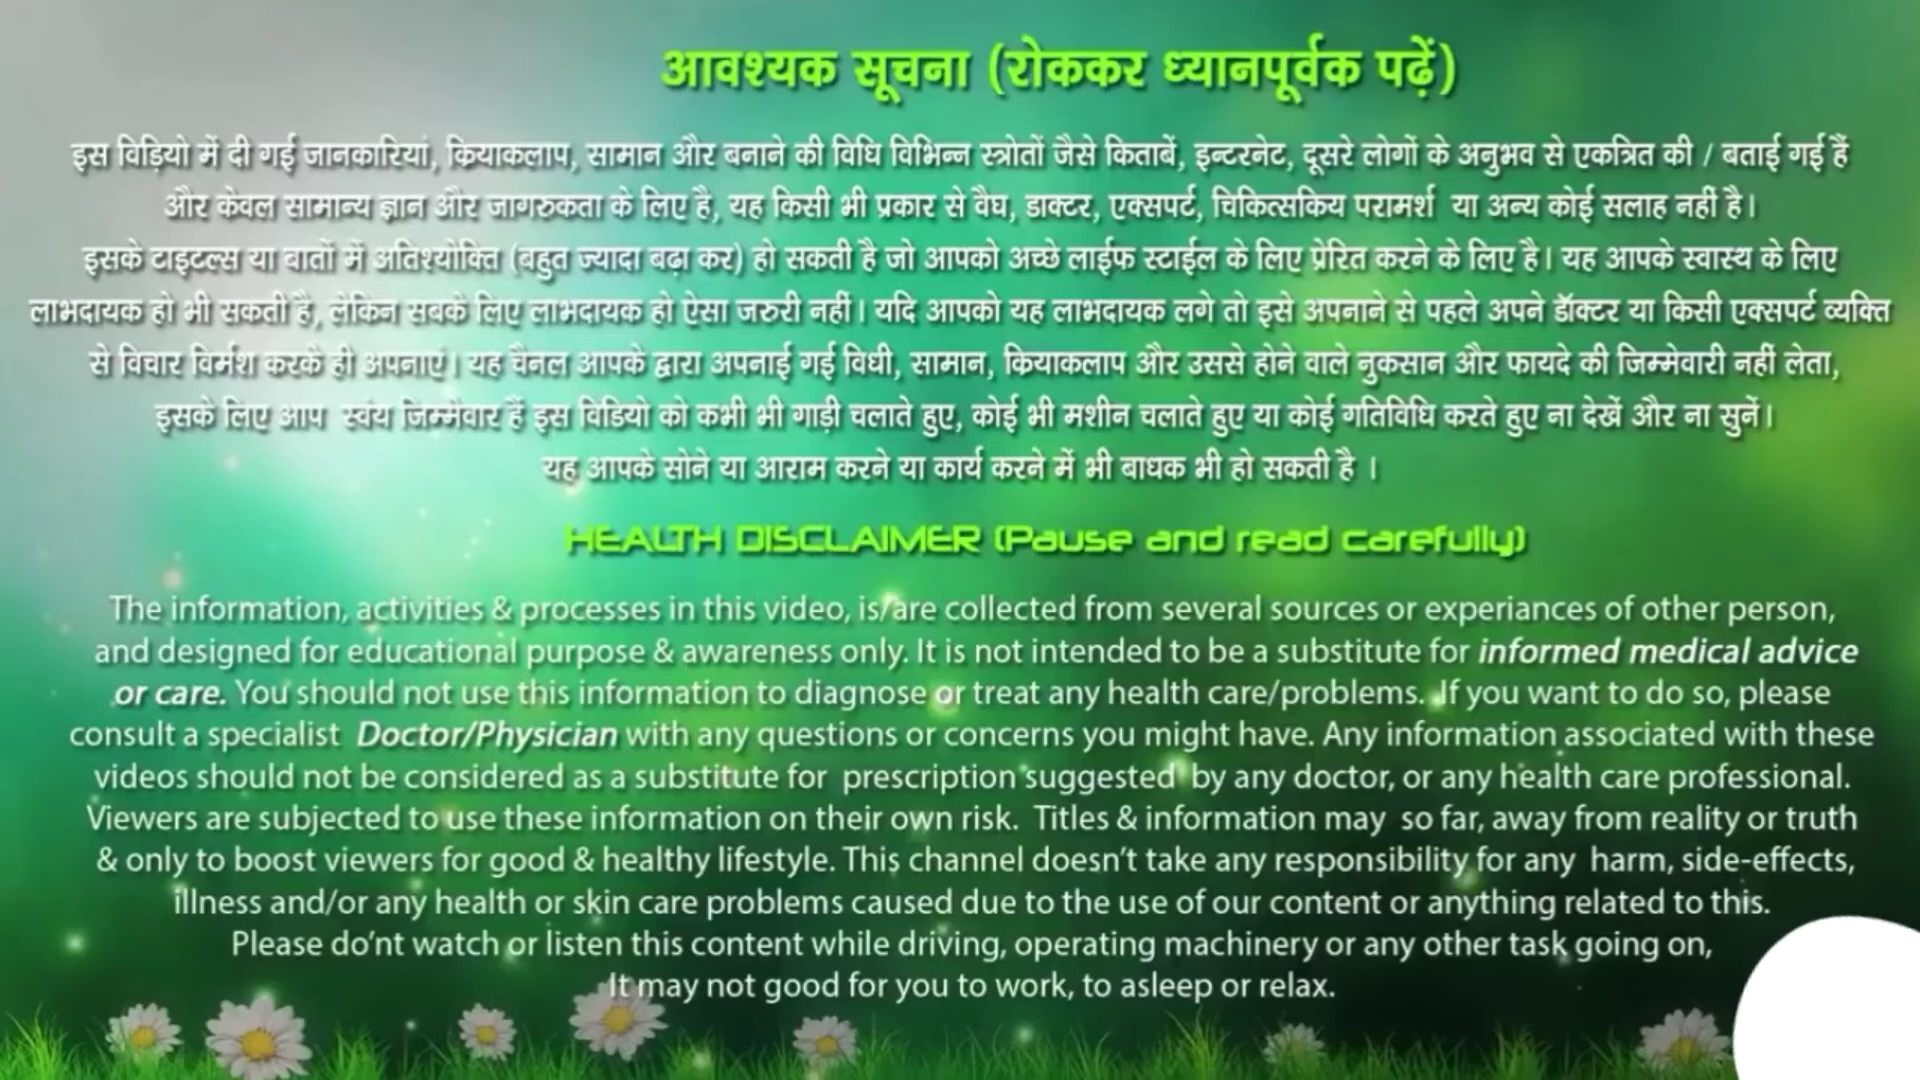 आवश्यक सूचना (रोककर ध्यानपूर्वक पढ़ें)
इस विडियो में दी गई जानकारियां, क्रियाकलाप, सामान और बनाने की विधि विभिन्न स्त्रोतों जैसे किताबें, इन्टरनेट, दूसरे लोगों के अनुभव से एकत्रित की / बताई गई हैं
और केवल सामान्य ज्ञान और जागरुकता के लिए है, यह किसी भी प्रकार से वैघ, डाक्टर, एक्सपर्ट, चिकित्सकिय परामर्श या अन्य कोई सलाह नहीं है।
इसके टाइटल्स या बातों में अतिश्योक्ति (बहुत ज्यादा बढ़ा कर) हो सकती है जो आपको अच्छे लाईफ स्टाईल के लिए प्रेरित करने के लिए है। यह आपके स्वास्थ के लिए
लाभदायक हो भी सकती है, लेकिन सबके लिए लाभदायक हो ऐसा जरुरी नहीं। यदि आपको यह लाभदायक लगे तो इसे अपनाने से पहले अपने डॅाक्टर या किसी एक्सपर्ट व्यक्ति
से विचार विर्मश करके ही अपनाएं। यह चैनल आपके द्वारा अपनाई गई विधी, सामान, क्रियाकलाप और उससे होने वाले नुकसान और फायदे की जिम्मेवारी नहीं लेता,
इसके लिए आप स्वंय जिम्मेवार हैं इस विडियो को कभी भी गाड़ी चलाते हुए, कोई भी मशीन चलाते हुए या कोई गतिविधि करते हुए ना देखें और ना सुनें।
यह आपके सोने या आराम करने या कार्य करने में भी बाधक भी हो सकती है ।
HEALTH DISCLAIMER (Pause and read carefully)
The information, activities & processes in this video, is/are collected from several sources or experiances of other person,
and designed for educational purpose & awareness only. It is not intended to be a substitute for informed medical advice
or care. You should not use this information to diagnose or treat any health care/problems. If you want to do so, please
consult a specialist Doctor/Physician with any questions or concerns you might have. Any information associated with these
videos should not be considered as a substitute for prescription suggested by any doctor, or any health care professional.
Viewers are subjected to use these information on their own risk. Titles & information may so far, away from reality or truth
& only to boost viewers for good & healthy lifestyle. This channel doesn't take any responsibility for any harm, side-effects,
illness and/or any health or skin care problems caused due to the use of our content or anything related to this.
Please do'nt watch or listen this content while driving, operating machinery or any other task going on,
It may not good for you to work, to asleep or relax.